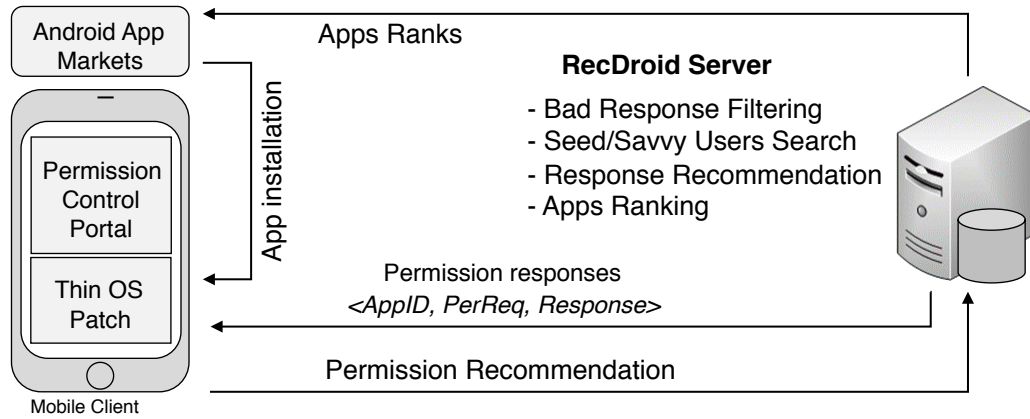 Android App
Markets
Apps Ranks
RecDroid Server
- Bad Response Filtering
- Seed/Savvy Users Search
- Response Recommendation
- Apps Ranking
App installation
Permission
Control
Portal
Thin OS
Patch
Permission responses
<AppID, PerReq, Response>
Permission Recommendation
Mobile Client